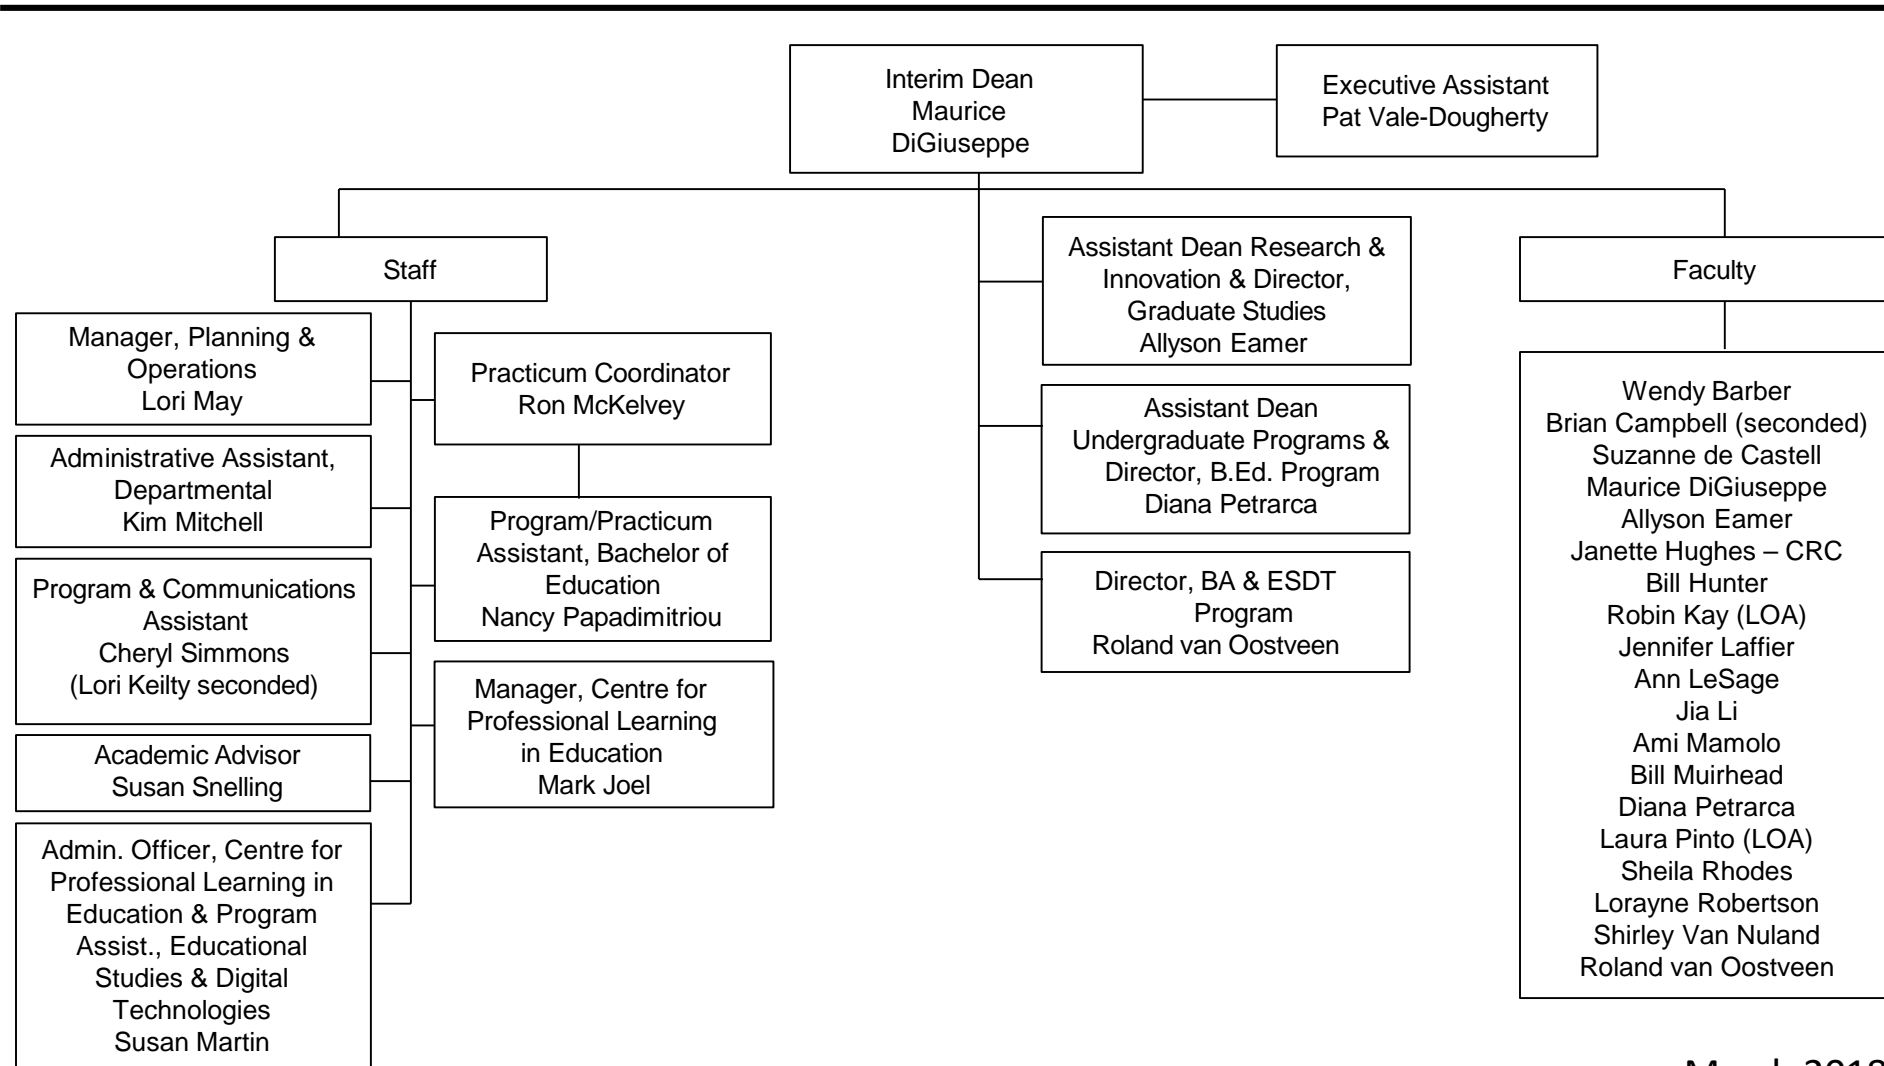 Interim Dean
Maurice
DiGiuseppe
Executive Assistant
Pat Vale-Dougherty
Staff
Manager, Planning &
Operations
Lori May
Administrative Assistant,
Departmental
Kim Mitchell
Program & Communications
Assistant
Cheryl Simmons
(Lori Keilty seconded)
Academic Advisor
Susan Snelling
Admin. Officer, Centre for
Professional Learning in
Education & Program
Assist., Educational
Studies & Digital
Technologies
Susan Martin
Practicum Coordinator
Ron McKelvey
Program/Practicum
Assistant, Bachelor of
Education
Nancy Papadimitriou
Manager, Centre for
Professional Learning
in Education
Mark Joel
Assistant Dean Research &
Innovation & Director,
Graduate Studies
Allyson Eamer
Assistant Dean
Undergraduate Programs &
Director, B.Ed. Program
Diana Petrarca
Director, BA & ESDT
Program
Roland van Oostveen
Faculty
Wendy Barber
Brian Campbell (seconded)
Suzanne de Castell
Maurice DiGiuseppe
Allyson Eamer
Janette Hughes – CRC
Bill Hunter
Robin Kay (LOA)
Jennifer Laffier
Ann LeSage
Jia Li
Ami Mamolo
Bill Muirhead
Diana Petrarca
Laura Pinto (LOA)
Sheila Rhodes
Lorayne Robertson
Shirley Van Nuland
Roland van Oostveen
March 2018